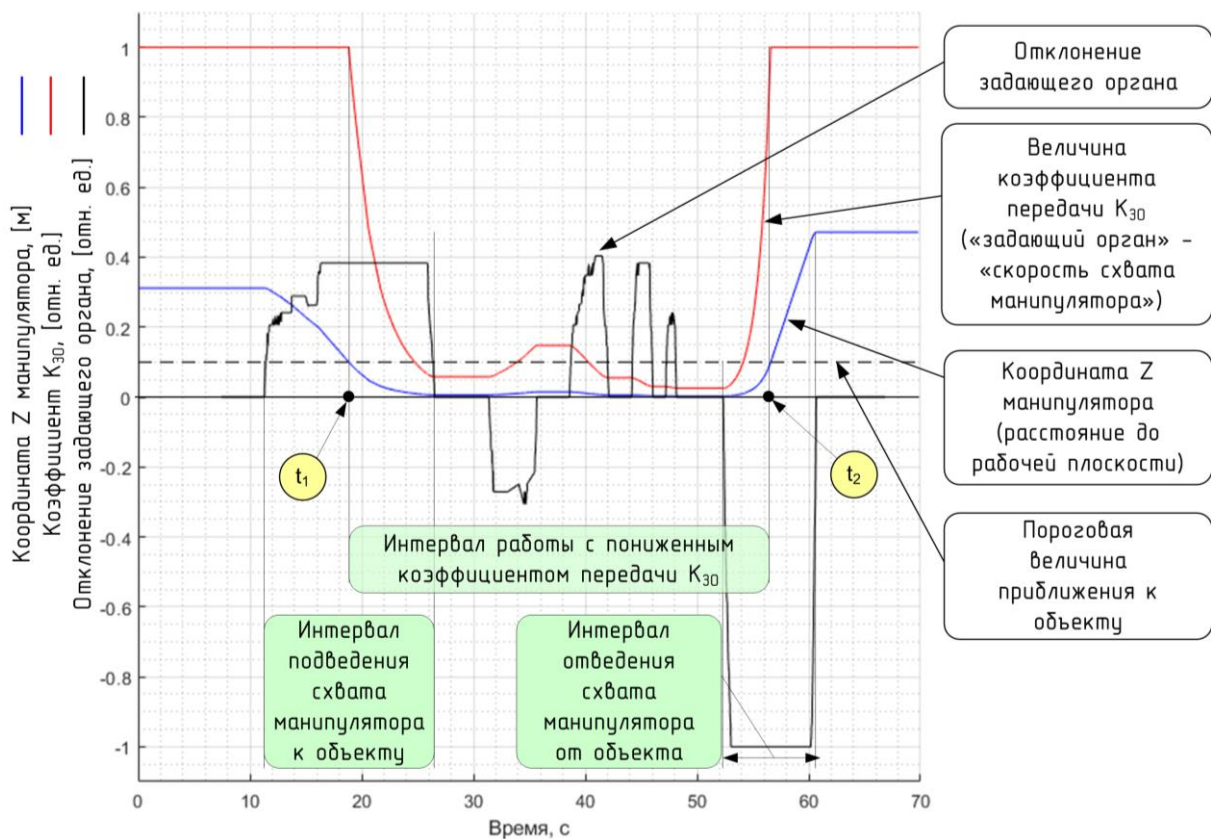 Координата Z манипулятора, [м]
Коэффициент K₃₀, [отн. ед.]
Отклонение задающего органа, [отн. ед.]
1
0.8
0.6
0.4
0.2
0
-0.2
-0.4
-0.6
-0.8
-1
0
10
20
30
40
50
60
70
Время, с
t₁
t₂
Интервал работы с пониженным
коэффициентом передачи K₃₀
Интервал
подведения
схвата
манипулятора
к объекту
Интервал
отведения
схвата
манипулятора
от объекта
Отклонение
задающего органа
Величина
коэффициента
передачи K₃₀
(«задающий орган» –
«скорость схвата
манипулятора»)
Координата Z
манипулятора
(расстояние до
рабочей плоскости)
Пороговая
величина
приближения к
объекту